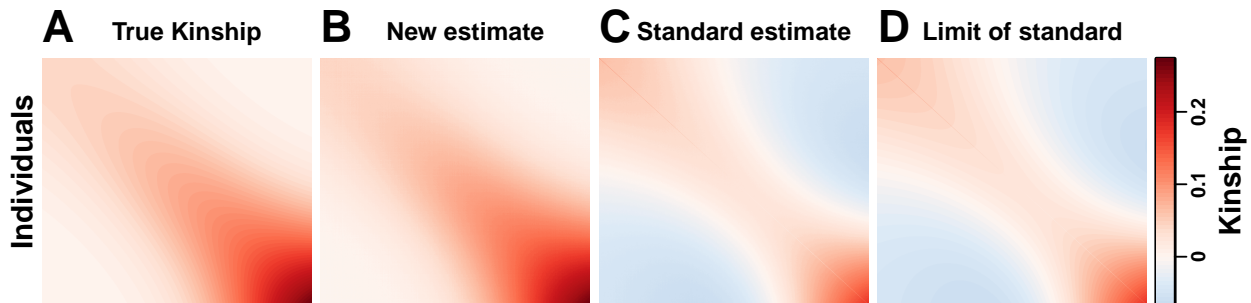 A True Kinship
B New estimate
C Standard estimate
D Limit of standard
Individuals
0.2
0.1
0
Kinship